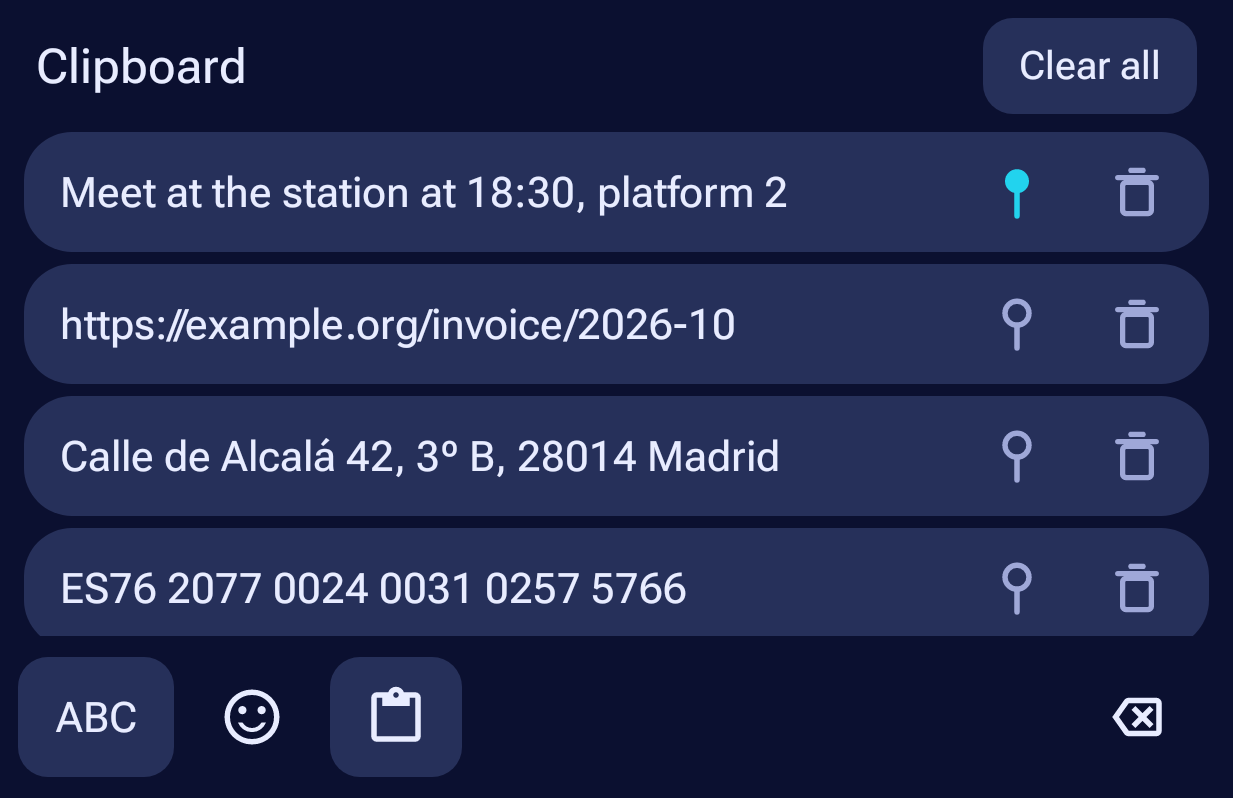 Clipboard
Clear all
Meet at the station at 18:30, platform 2
https://example.org/invoice/2026-10
Calle de Alcalá 42, 3º B, 28014 Madrid
ES76 2077 0024 0031 0257 5766
ABC